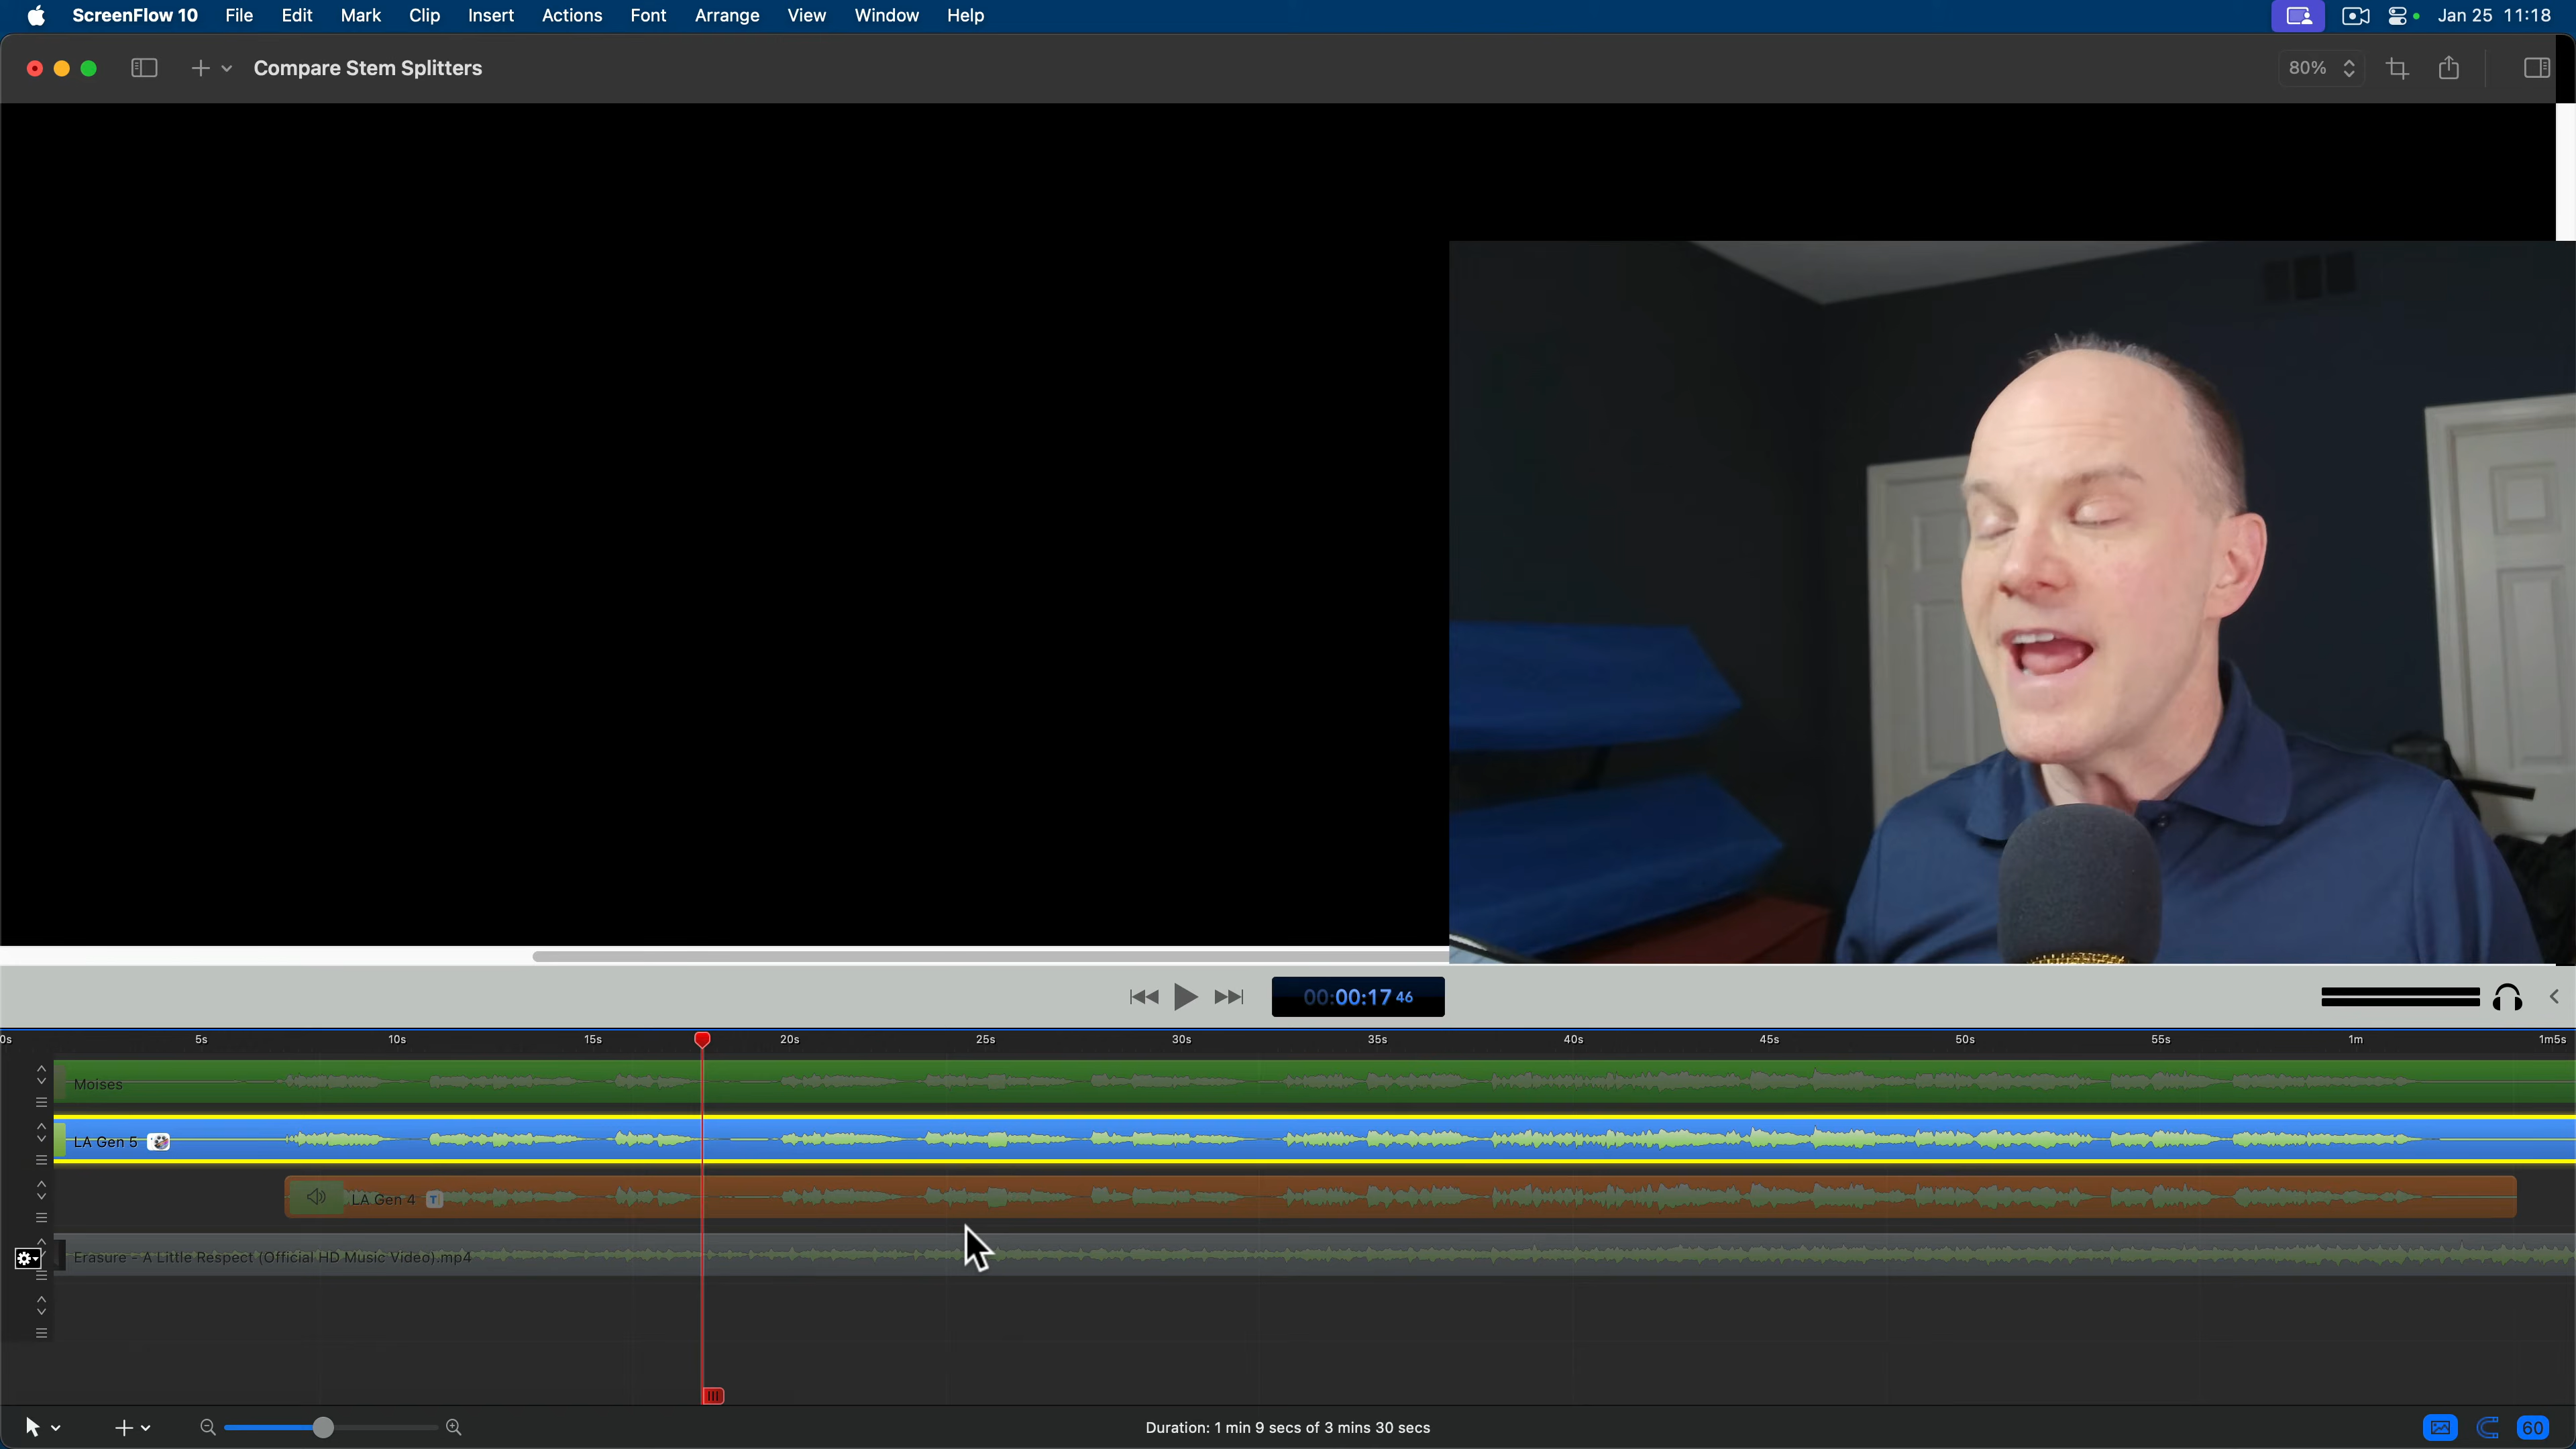 ScreenFlow 10 File Edit Mark Clip Insert Actions Font Arrange View Window Help Jan 25 11:18
Compare Stem Splitters 80%
00:00:17 46
0s 5s 10s 15s 20s 25s 30s 35s 40s 45s 50s 55s 1m 1m5s
Moises
LA Gen 5
LA Gen 4 T
Erasure - A Little Respect (Official HD Music Video).mp4
Duration: 1 min 9 secs of 3 mins 30 secs 60